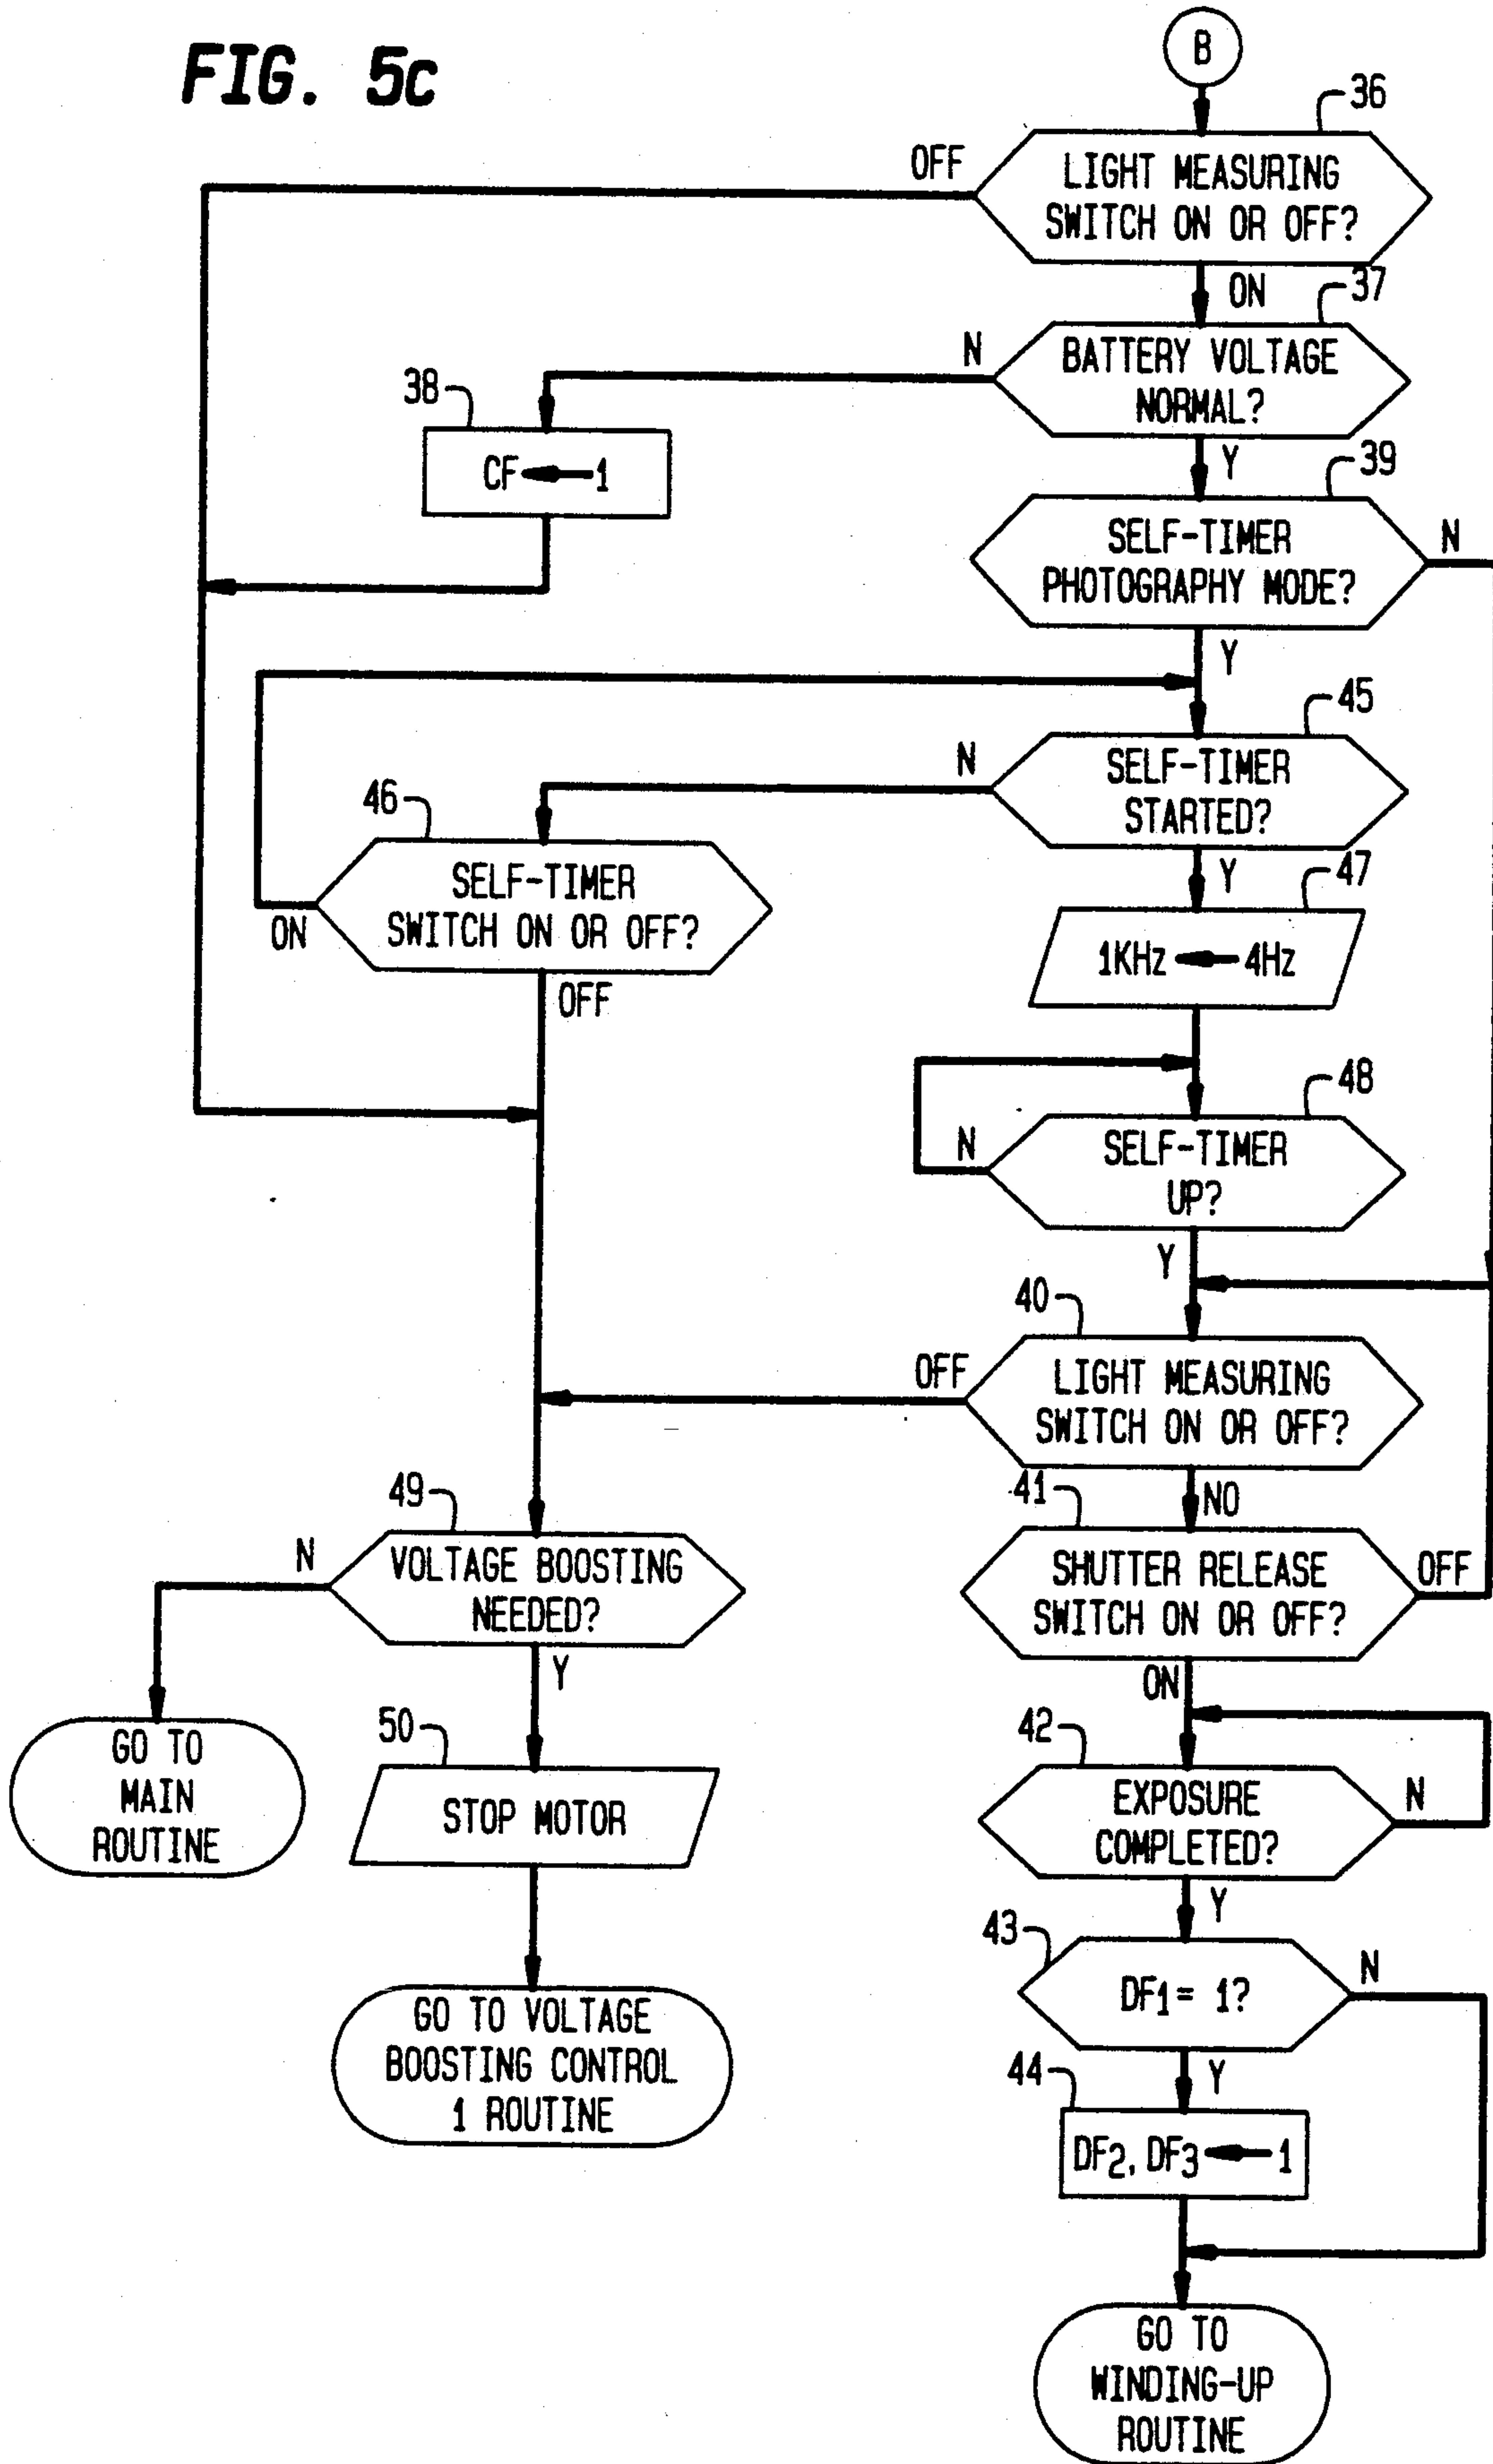 FIG. 5c
B
36
OFF
LIGHT MEASURING
SWITCH ON OR OFF?
ON
37
N
BATTERY VOLTAGE
NORMAL?
38
CF ← 1
Y
39
SELF-TIMER
PHOTOGRAPHY MODE?
N
Y
45
N
SELF-TIMER
STARTED?
46
SELF-TIMER
SWITCH ON OR OFF?
ON
OFF
Y
47
1KHz ← 4Hz
48
N
SELF-TIMER
UP?
Y
40
OFF
LIGHT MEASURING
SWITCH ON OR OFF?
NO
41
SHUTTER RELEASE
SWITCH ON OR OFF?
OFF
ON
49
N
VOLTAGE BOOSTING
NEEDED?
Y
GO TO
MAIN
ROUTINE
50
STOP MOTOR
GO TO VOLTAGE
BOOSTING CONTROL
1 ROUTINE
42
EXPOSURE
COMPLETED?
N
Y
43
DF1 = 1?
N
Y
44
DF2, DF3 ← 1
GO TO
WINDING-UP
ROUTINE